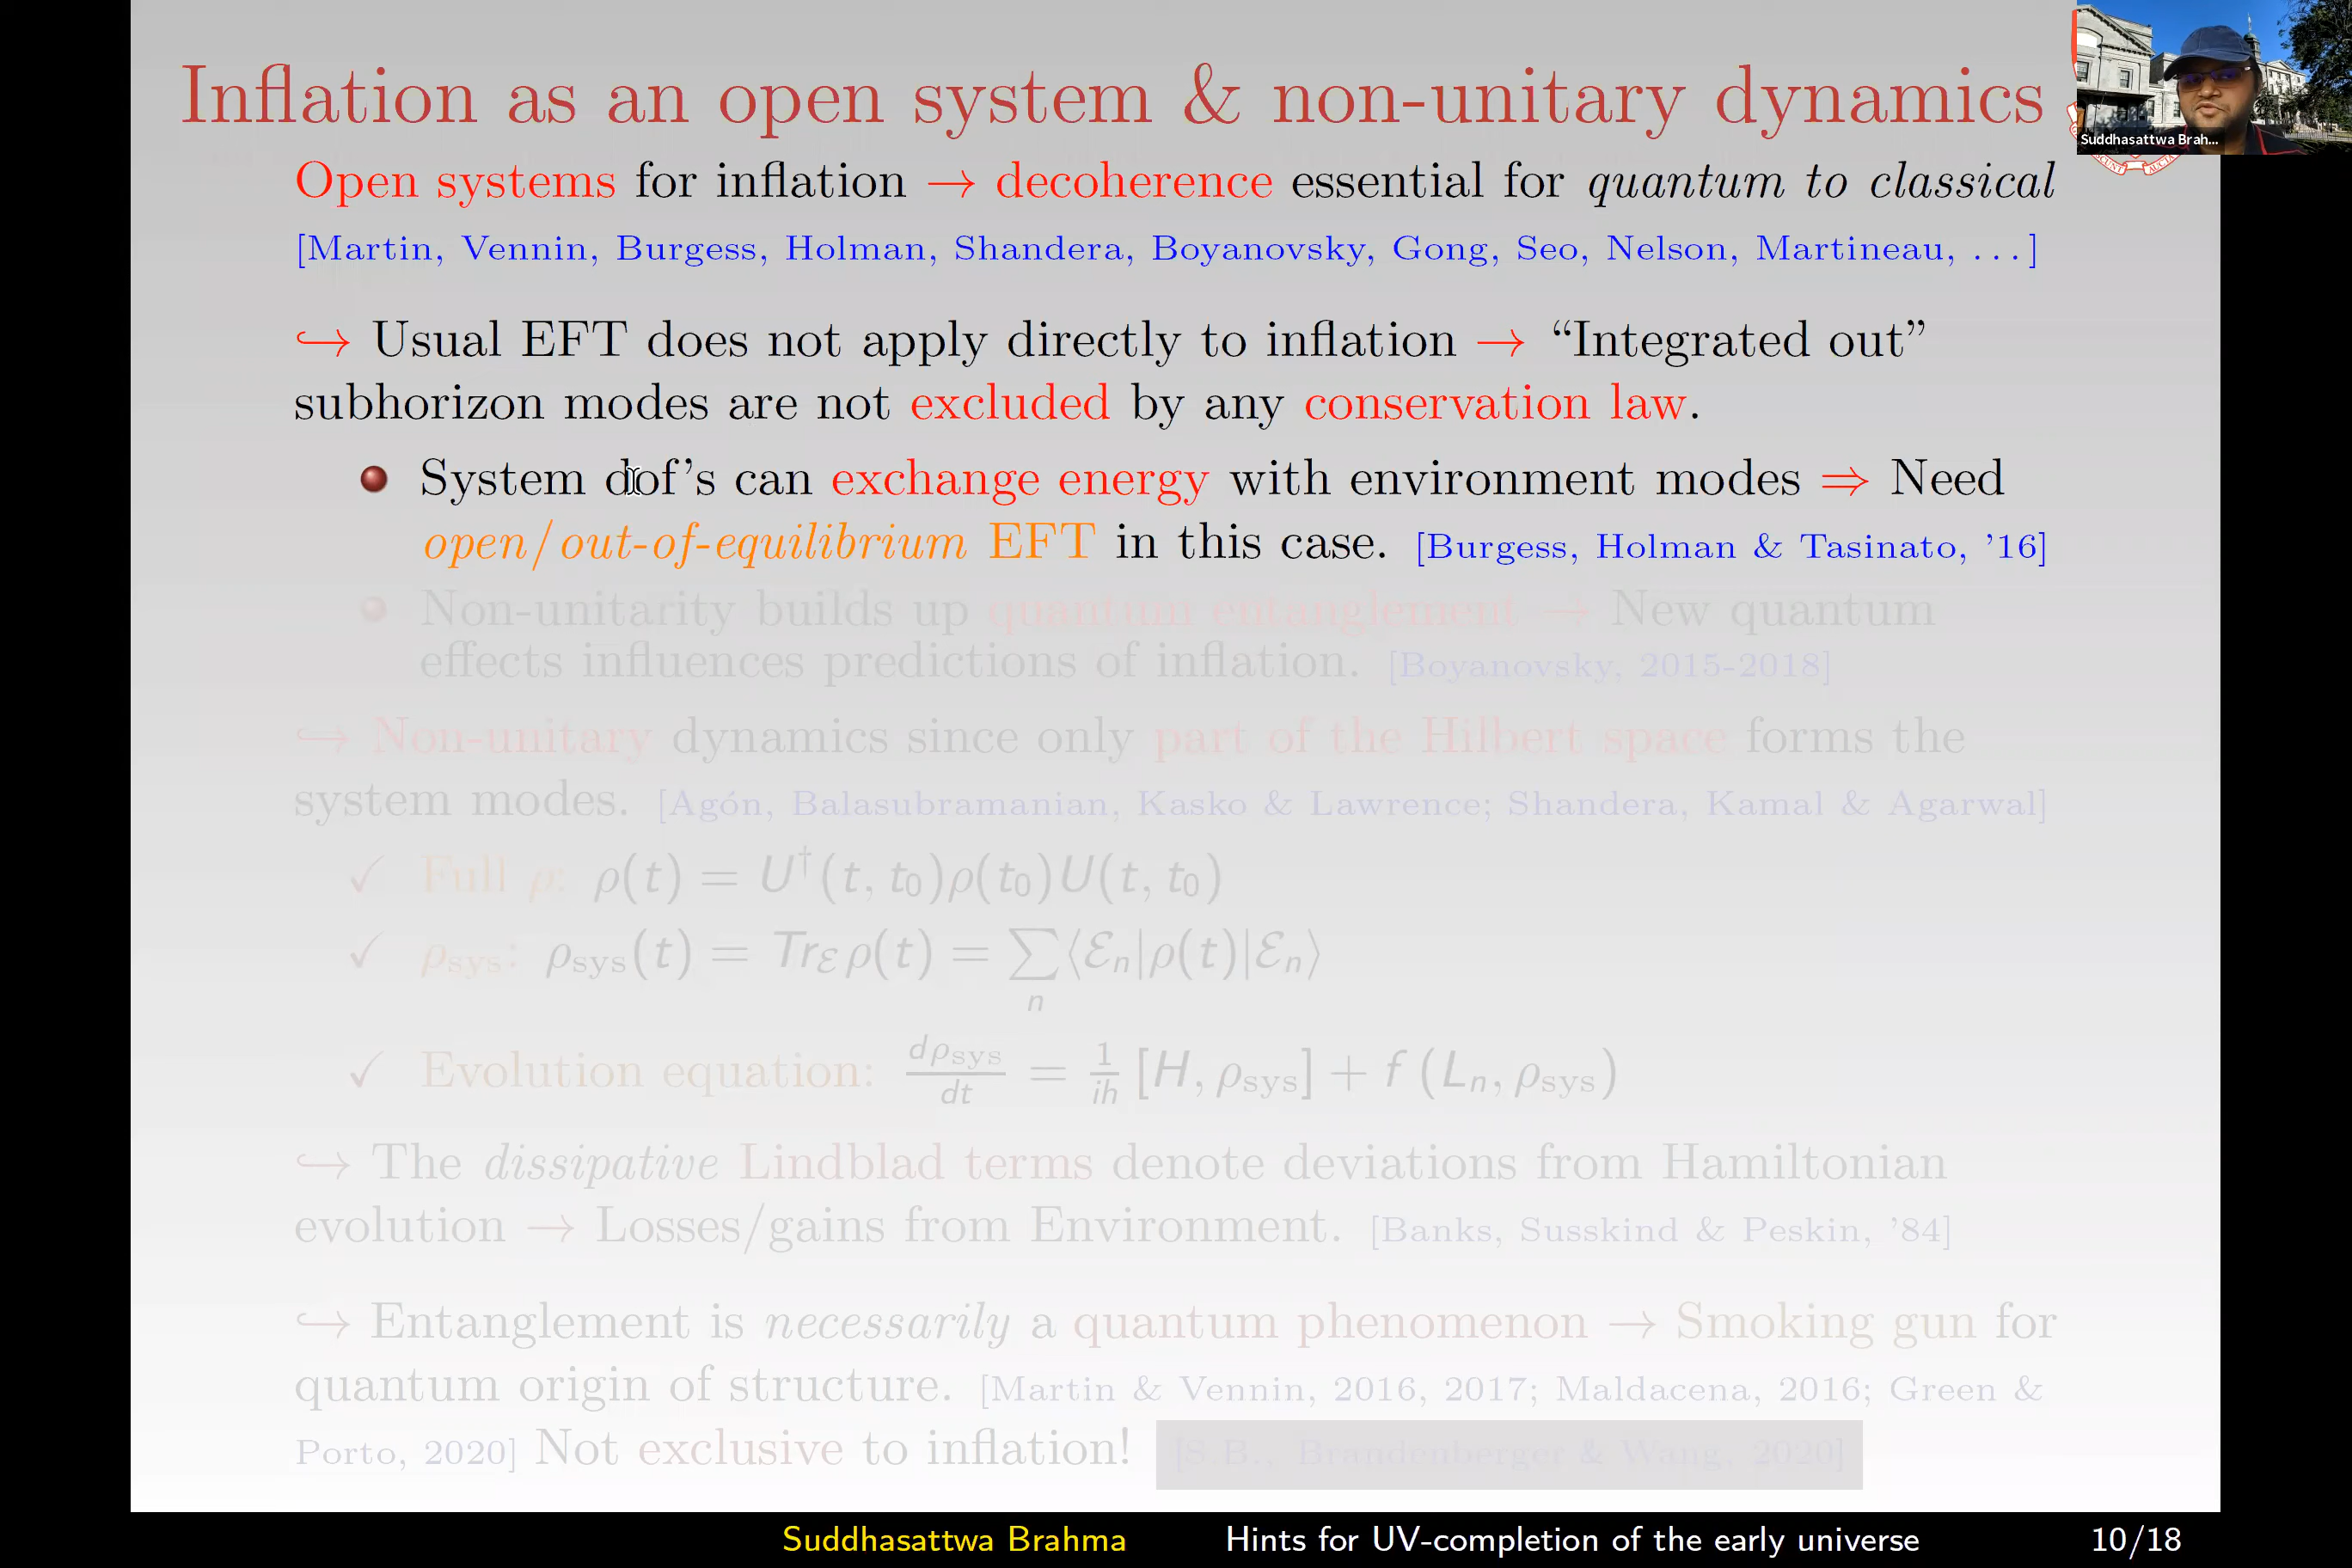 Inflation as an open system & non-unitary dynamics
Suddhasattwa Brah...
Open systems for inflation → decoherence essential for quantum to classical
[Martin, Vennin, Burgess, Holman, Shandera, Boyanovsky, Gong, Seo, Nelson, Martineau, ...]
↪ Usual EFT does not apply directly to inflation → “Integrated out”
subhorizon modes are not excluded by any conservation law.
System dof’s can exchange energy with environment modes ⇒ Need
open/out-of-equilibrium EFT in this case. [Burgess, Holman & Tasinato, ’16]
Non-unitarity builds up quantum entanglement → New quantum
effects influences predictions of inflation. [Boyanovsky, 2015-2018]
↪ Non-unitary dynamics since only part of the Hilbert space forms the
system modes. [Agón, Balasubramanian, Kasko & Lawrence; Shandera, Kamal & Agarwal]
✓ Full ρ: ρ(t) = U†(t, t₀)ρ(t₀)U(t, t₀)
✓ ρsys: ρsys(t) = Tr_ℰ ρ(t) = ∑_n ⟨ℰn|ρ(t)|ℰn⟩
✓ Evolution equation: dρsys/dt = 1/iħ [H, ρsys] + f (Ln, ρsys)
↪ The dissipative Lindblad terms denote deviations from Hamiltonian
evolution → Losses/gains from Environment. [Banks, Susskind & Peskin, ’84]
↪ Entanglement is necessarily a quantum phenomenon → Smoking gun for
quantum origin of structure. [Martin & Vennin, 2016, 2017; Maldacena, 2016; Green &
Porto, 2020] Not exclusive to inflation! [S.B., Brandenberger & Wang, 2020]
Suddhasattwa Brahma Hints for UV-completion of the early universe 10/18